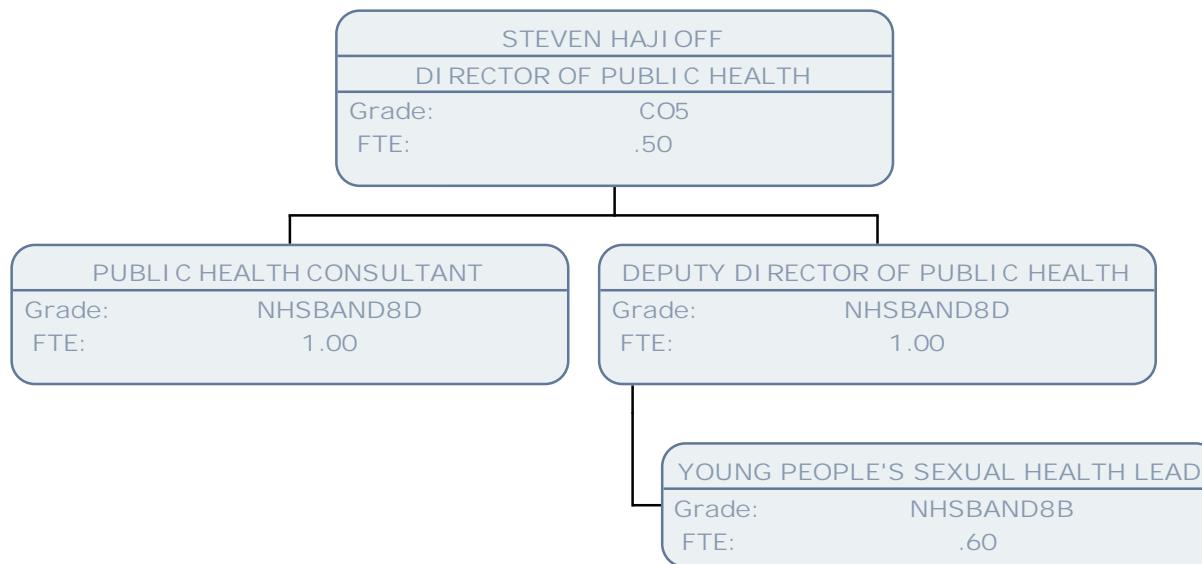 STEVEN HAJIOFF
DIRECTOR OF PUBLIC HEALTH
Grade: CO5
FTE: .50
PUBLIC HEALTH CONSULTANT
Grade: NHSBAND8D
FTE: 1.00
DEPUTY DIRECTOR OF PUBLIC HEALTH
Grade: NHSBAND8D
FTE: 1.00
YOUNG PEOPLE'S SEXUAL HEALTH LEAD
Grade: NHSBAND8B
FTE: .60